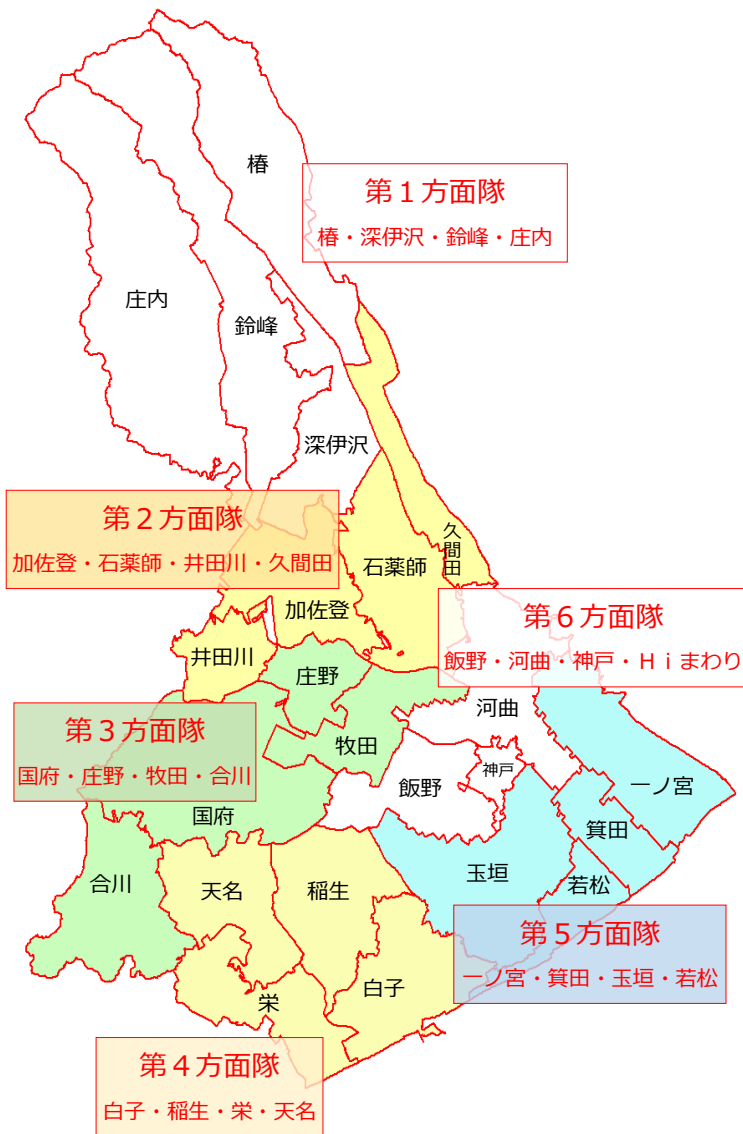 椿
第１方面隊
椿・深伊沢・鈴峰・庄内
庄内
鈴峰
深伊沢
第２方面隊
加佐登・石薬師・井田川・久間田
久間田
石薬師
加佐登
第６方面隊
飯野・河曲・神戸・Ｈｉまわり
井田川
庄野
河曲
第３方面隊
国府・庄野・牧田・合川
牧田
神戸
飯野
一ノ宮
国府
箕田
合川
天名
稲生
玉垣
若松
第５方面隊
一ノ宮・箕田・玉垣・若松
白子
栄
第４方面隊
白子・稲生・栄・天名